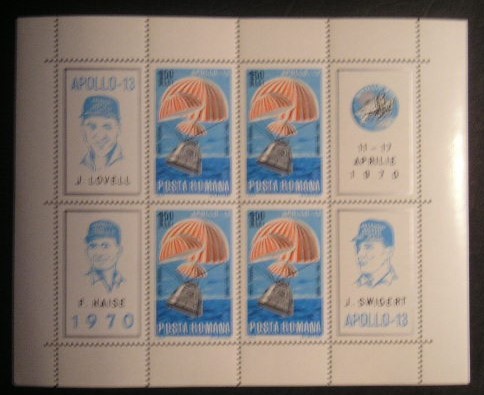 APOLLO-13
J. LOVELL
1,50
POSTA ROMANA
1,50
POSTA ROMANA
11 - 17
APRILIE
1970
F. HAISE
1970
1,50
POSTA ROMANA
1,50
POSTA ROMANA
J. SWIGERT
APOLLO-13